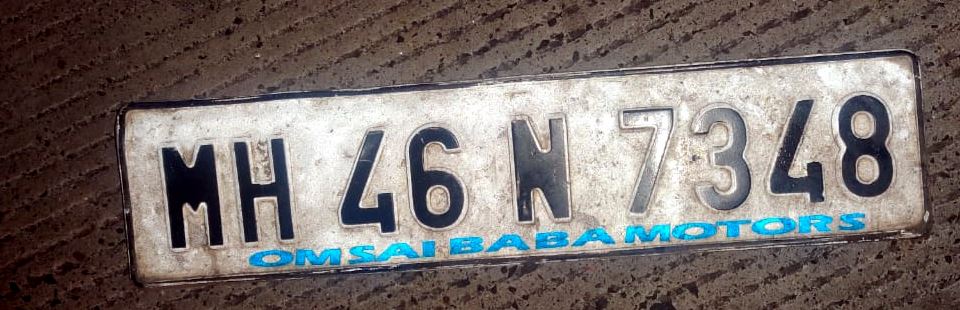 MH 46 N 7348
OMSAI BABA MOTORS